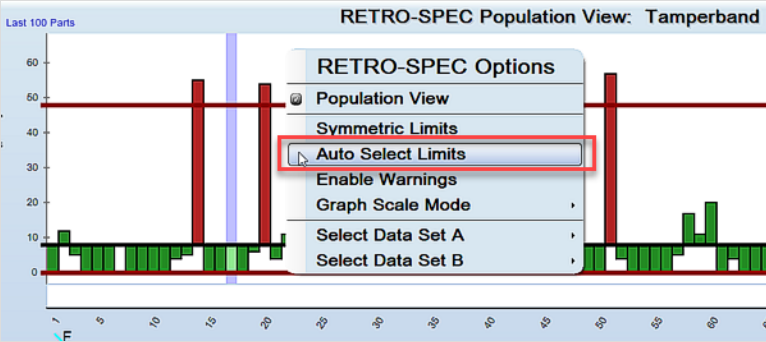 Last 100 Parts
RETRO-SPEC Population View: Tamperband
RETRO-SPEC Options
Population View
Symmetric Limits
Auto Select Limits
Enable Warnings
Graph Scale Mode
Select Data Set A
Select Data Set B
60
50
40
30
20
10
0
1 5 10 15 20 25 30 35 40 45 50 55 60 65
F